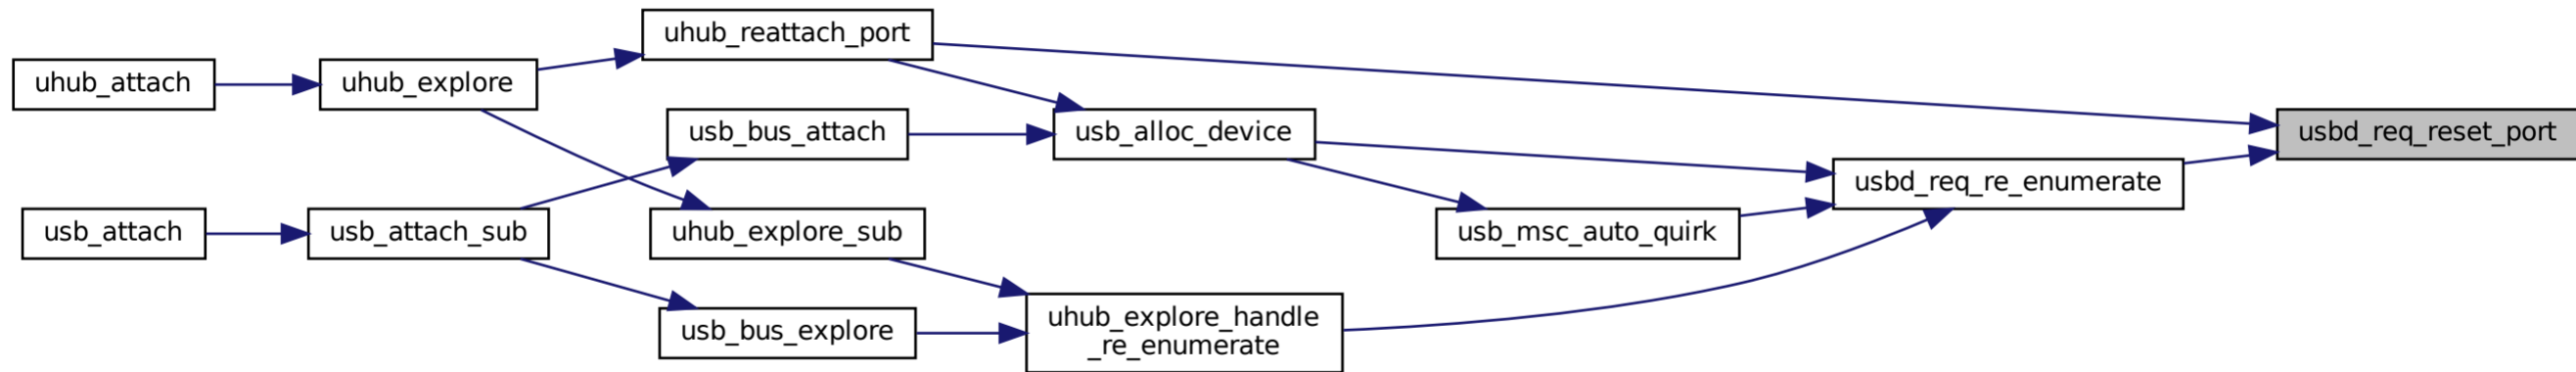 uhub_reattach_port
uhub_attach
uhub_explore
usb_bus_attach
usb_alloc_device
usbd_req_reset_port
usbd_req_re_enumerate
usb_attach
usb_attach_sub
uhub_explore_sub
usb_msc_auto_quirk
usb_bus_explore
uhub_explore_handle
_re_enumerate